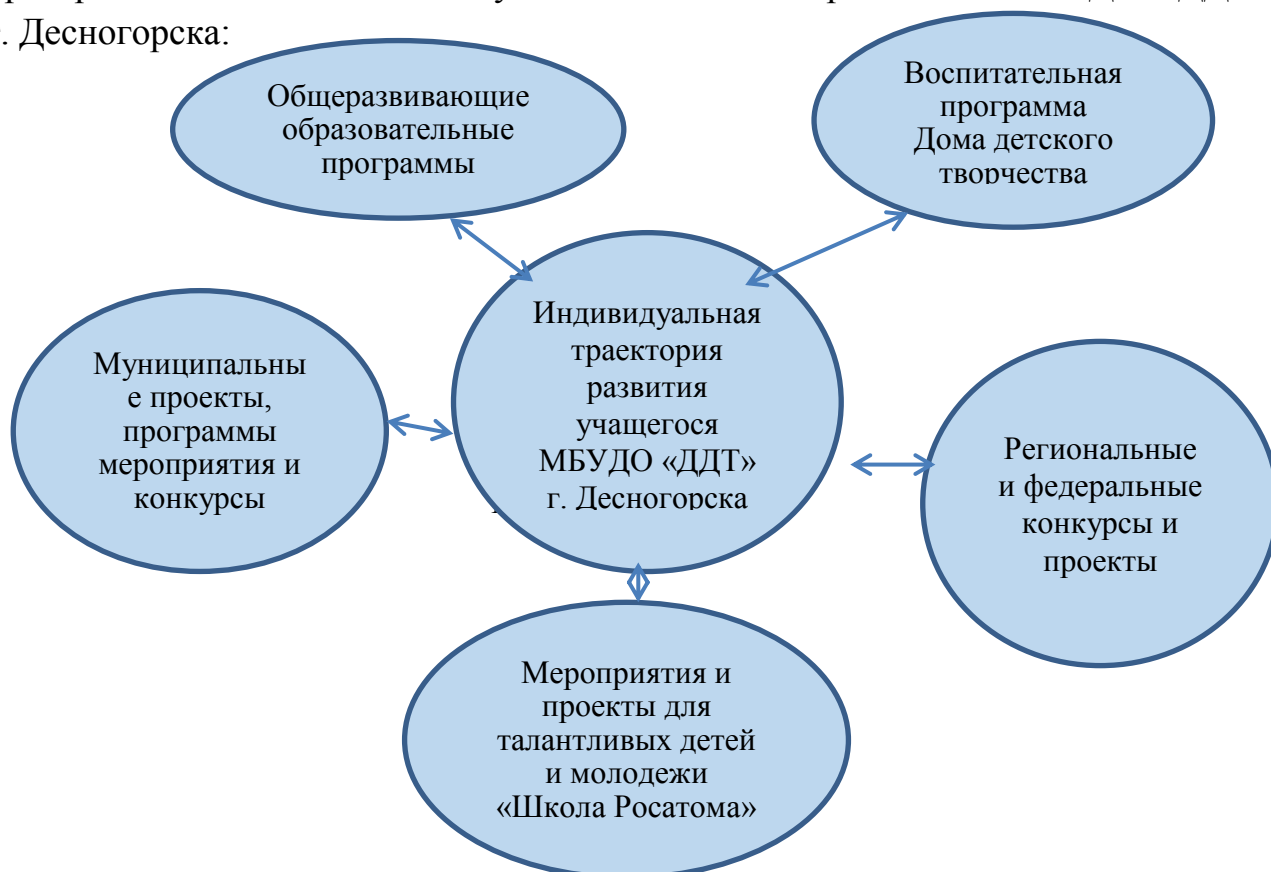 г. Десногорска:
Общеразвивающие
образовательные
программы
Воспитательная
программа
Дома детского
творчества
Индивидуальная
траектория
развития
учащегося
МБУДО «ДДТ»
г. Десногорска
Муниципальны
е проекты,
программы
мероприятия и
конкурсы
Региональные
и федеральные
конкурсы и
проекты
Мероприятия и
проекты для
талантливых детей
и молодежи
«Школа Росатома»